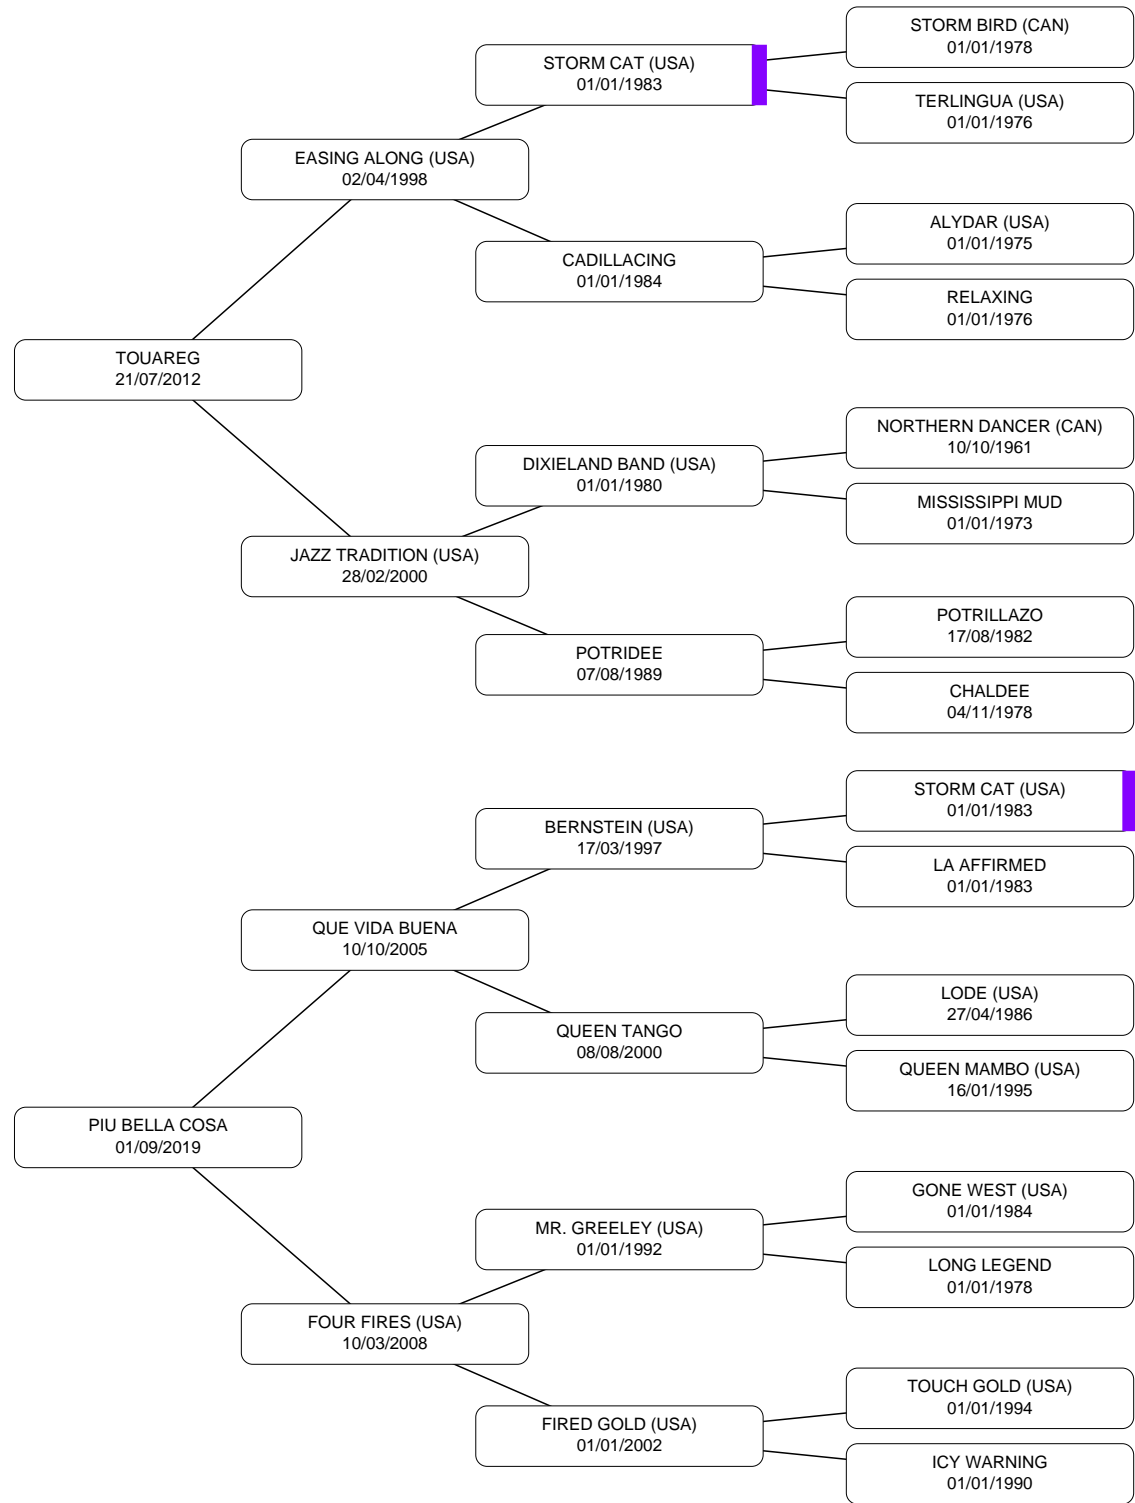 STORM BIRD (CAN)
01/01/1978
STORM CAT (USA)
01/01/1983
TERLINGUA (USA)
01/01/1976
EASING ALONG (USA)
02/04/1998
ALYDAR (USA)
01/01/1975
CADILLACING
01/01/1984
RELAXING
01/01/1976
TOUAREG
21/07/2012
NORTHERN DANCER (CAN)
10/10/1961
DIXIELAND BAND (USA)
01/01/1980
MISSISSIPPI MUD
01/01/1973
JAZZ TRADITION (USA)
28/02/2000
POTRILLAZO
17/08/1982
POTRIDEE
07/08/1989
CHALDEE
04/11/1978
STORM CAT (USA)
01/01/1983
BERNSTEIN (USA)
17/03/1997
LA AFFIRMED
01/01/1983
QUE VIDA BUENA
10/10/2005
LODE (USA)
27/04/1986
QUEEN TANGO
08/08/2000
QUEEN MAMBO (USA)
16/01/1995
PIU BELLA COSA
01/09/2019
GONE WEST (USA)
01/01/1984
MR. GREELEY (USA)
01/01/1992
LONG LEGEND
01/01/1978
FOUR FIRES (USA)
10/03/2008
TOUCH GOLD (USA)
01/01/1994
FIRED GOLD (USA)
01/01/2002
ICY WARNING
01/01/1990